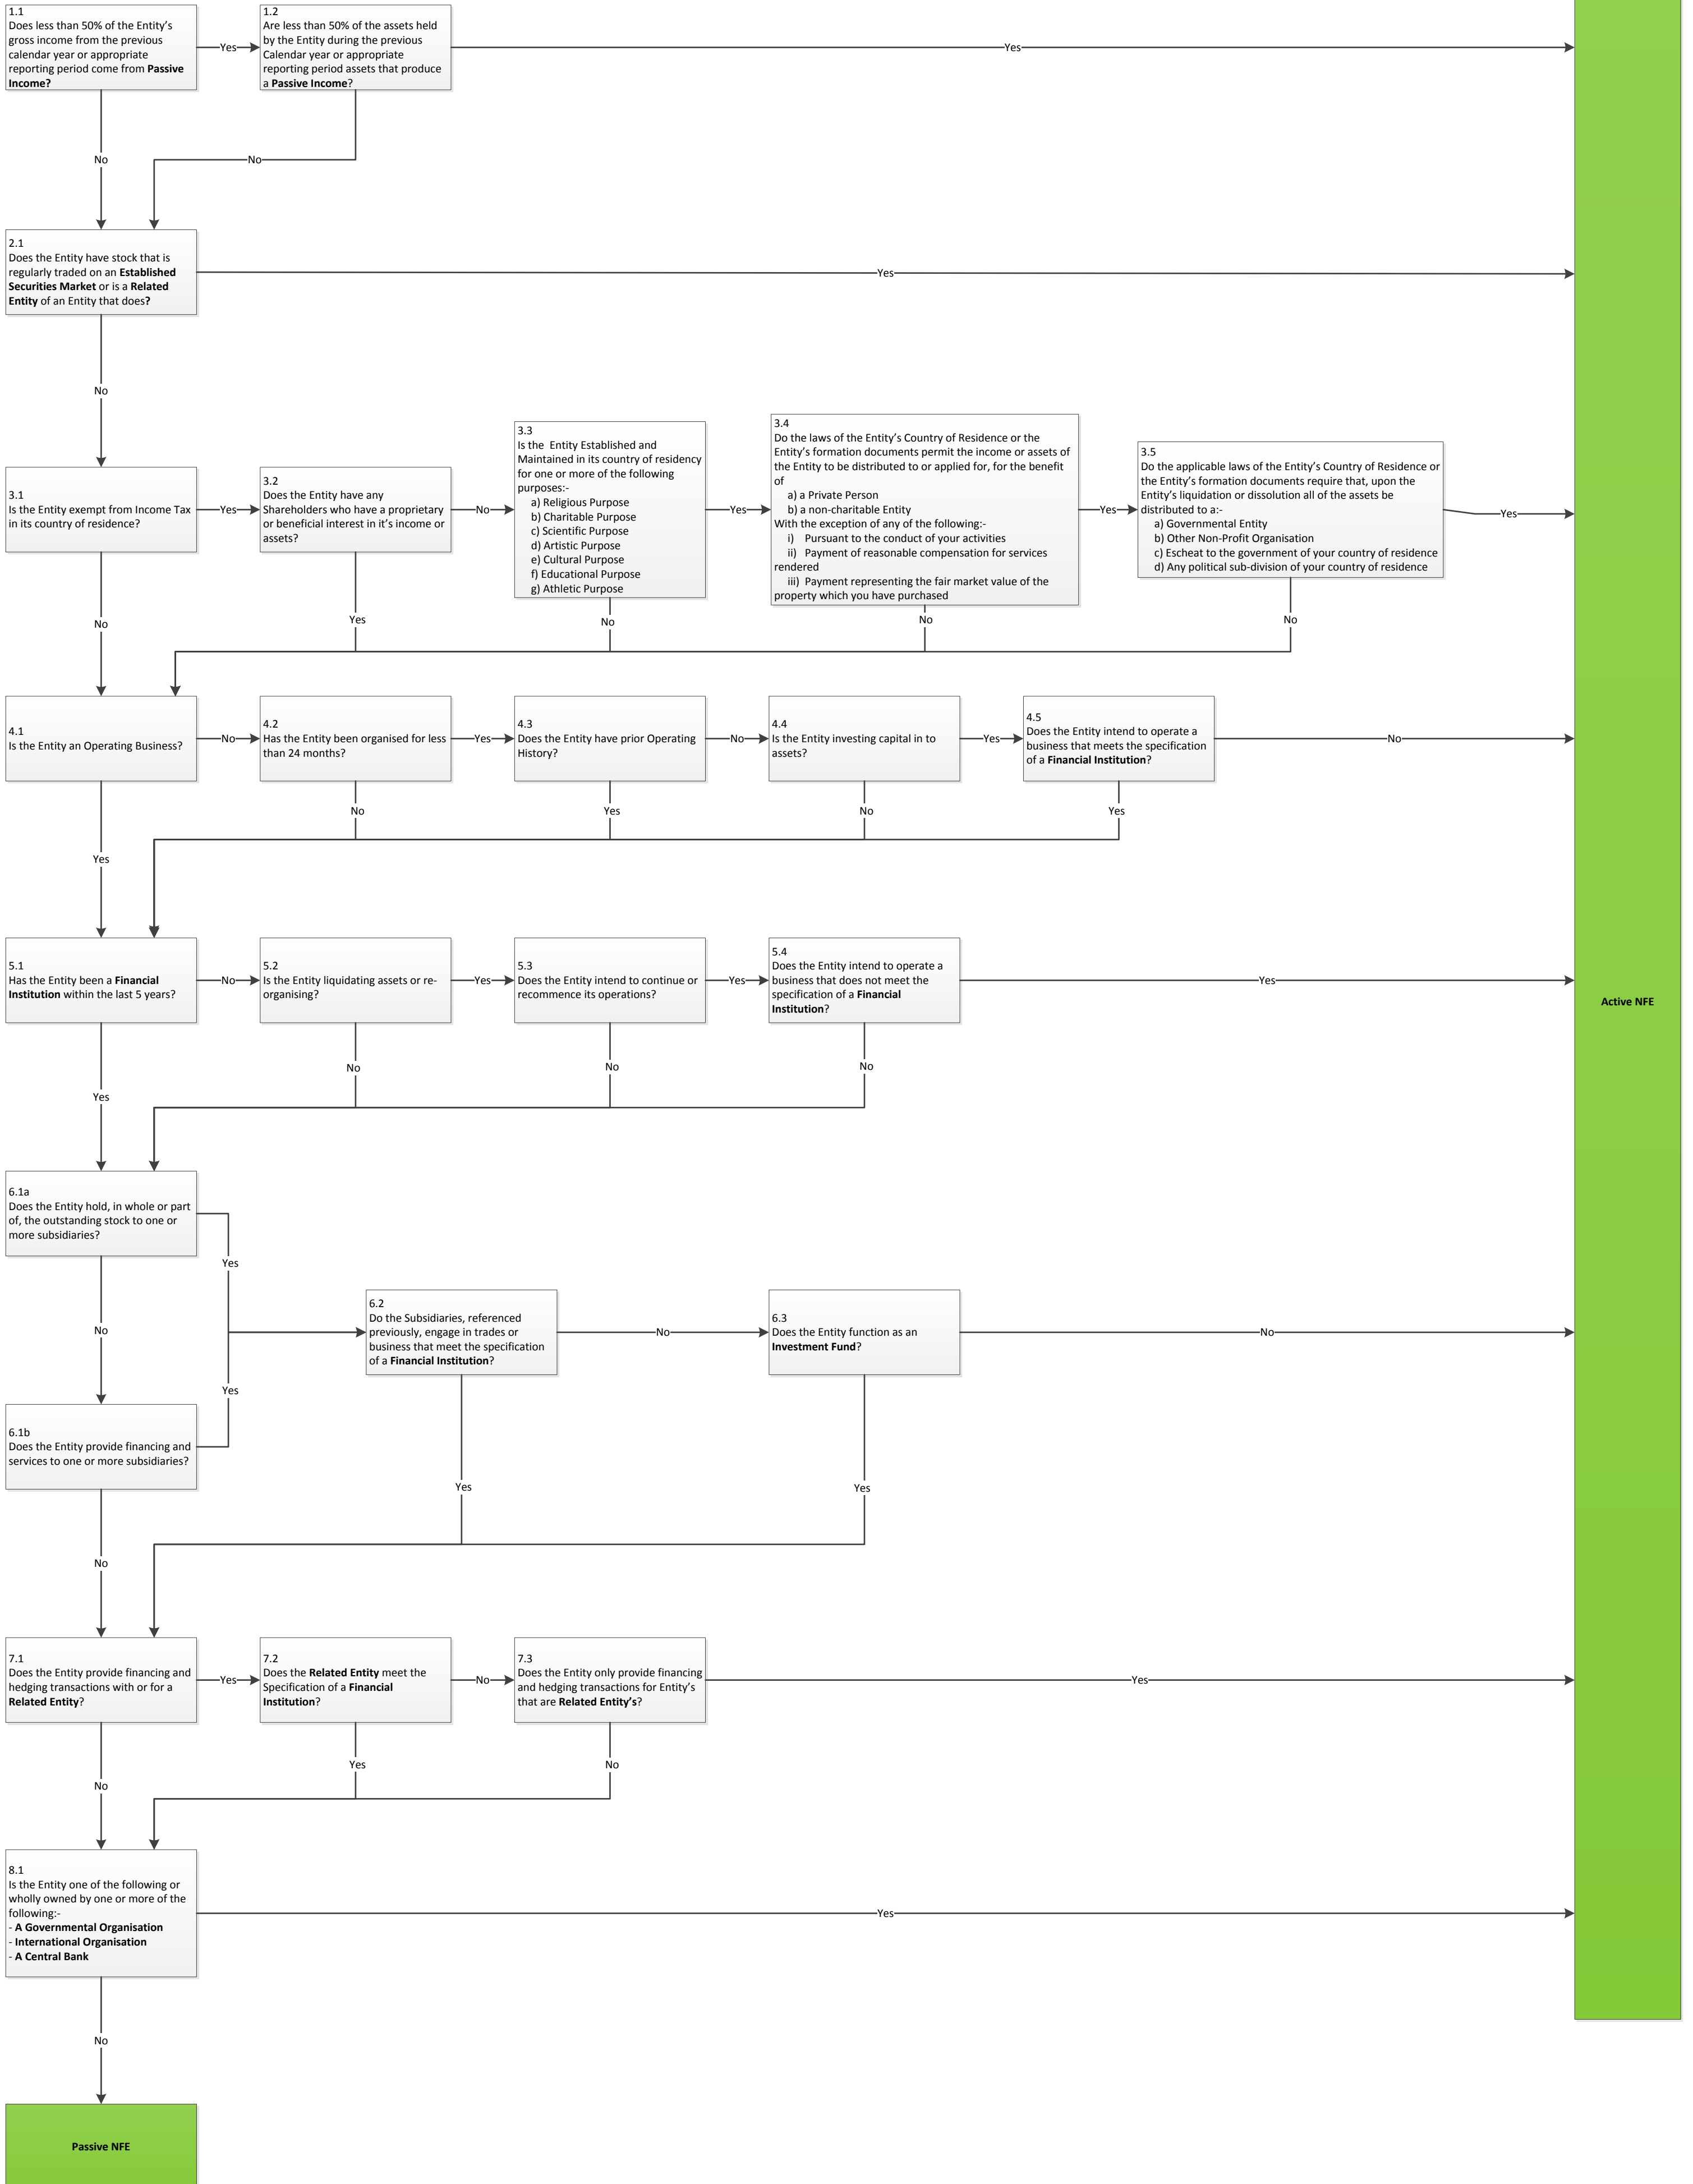 1.1
Does less than 50% of the Entity's
gross income from the previous
calendar year or appropriate
reporting period come from Passive
Income?
Yes
1.2
Are less than 50% of the assets held
by the Entity during the previous
Calendar year or appropriate
reporting period assets that produce
a Passive Income?
Yes
No
No
2.1
Does the Entity have stock that is
regularly traded on an Established
Securities Market or is a Related
Entity of an Entity that does?
Yes
No
3.1
Is the Entity exempt from Income Tax
in its country of residence?
Yes
3.2
Does the Entity have any
Shareholders who have a proprietary
or beneficial interest in it's income or
assets?
No
3.3
Is the Entity Established and
Maintained in its country of residency
for one or more of the following
purposes:-
a) Religious Purpose
b) Charitable Purpose
c) Scientific Purpose
d) Artistic Purpose
e) Cultural Purpose
f) Educational Purpose
g) Athletic Purpose
Yes
3.4
Do the laws of the Entity's Country of Residence or the
Entity's formation documents permit the income or assets of
the Entity to be distributed to or applied for, for the benefit
of
a) a Private Person
b) a non-charitable Entity
With the exception of any of the following:-
i) Pursuant to the conduct of your activities
ii) Payment of reasonable compensation for services
rendered
iii) Payment representing the fair market value of the
property which you have purchased
Yes
3.5
Do the applicable laws of the Entity's Country of Residence or
the Entity's formation documents require that, upon the
Entity's liquidation or dissolution all of the assets be
distributed to a:-
a) Governmental Entity
b) Other Non-Profit Organisation
c) Escheat to the government of your country of residence
d) Any political sub-division of your country of residence
Yes
No
Yes
No
No
No
4.1
Is the Entity an Operating Business?
No
4.2
Has the Entity been organised for less
than 24 months?
Yes
4.3
Does the Entity have prior Operating
History?
No
4.4
Is the Entity investing capital in to
assets?
Yes
4.5
Does the Entity intend to operate a
business that meets the specification
of a Financial Institution?
No
No
Yes
No
Yes
Yes
5.1
Has the Entity been a Financial
Institution within the last 5 years?
No
5.2
Is the Entity liquidating assets or re-
organising?
Yes
5.3
Does the Entity intend to continue or
recommence its operations?
Yes
5.4
Does the Entity intend to operate a
business that does not meet the
specification of a Financial
Institution?
Yes
Active NFE
No
No
No
Yes
6.1a
Does the Entity hold, in whole or part
of, the outstanding stock to one or
more subsidiaries?
Yes
No
6.2
Do the Subsidiaries, referenced
previously, engage in trades or
business that meet the specification
of a Financial Institution?
No
6.3
Does the Entity function as an
Investment Fund?
No
Yes
6.1b
Does the Entity provide financing and
services to one or more subsidiaries?
Yes
Yes
No
7.1
Does the Entity provide financing and
hedging transactions with or for a
Related Entity?
Yes
7.2
Does the Related Entity meet the
Specification of a Financial
Institution?
No
7.3
Does the Entity only provide financing
and hedging transactions for Entity's
that are Related Entity's?
Yes
Yes
No
No
8.1
Is the Entity one of the following or
wholly owned by one or more of the
following:-
- A Governmental Organisation
- International Organisation
- A Central Bank
Yes
No
Passive NFE